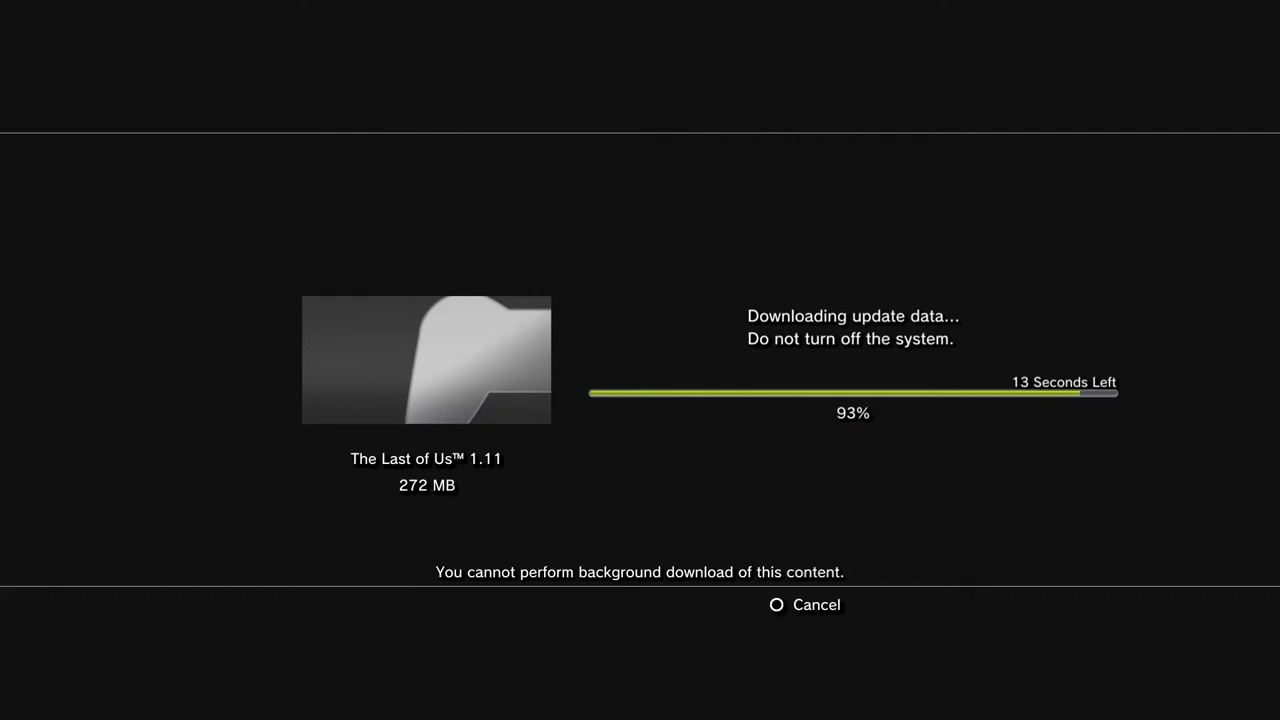 Downloading update data...
Do not turn off the system.
13 Seconds Left
93%
The Last of Us™ 1.11
272 MB
You cannot perform background download of this content.
Cancel